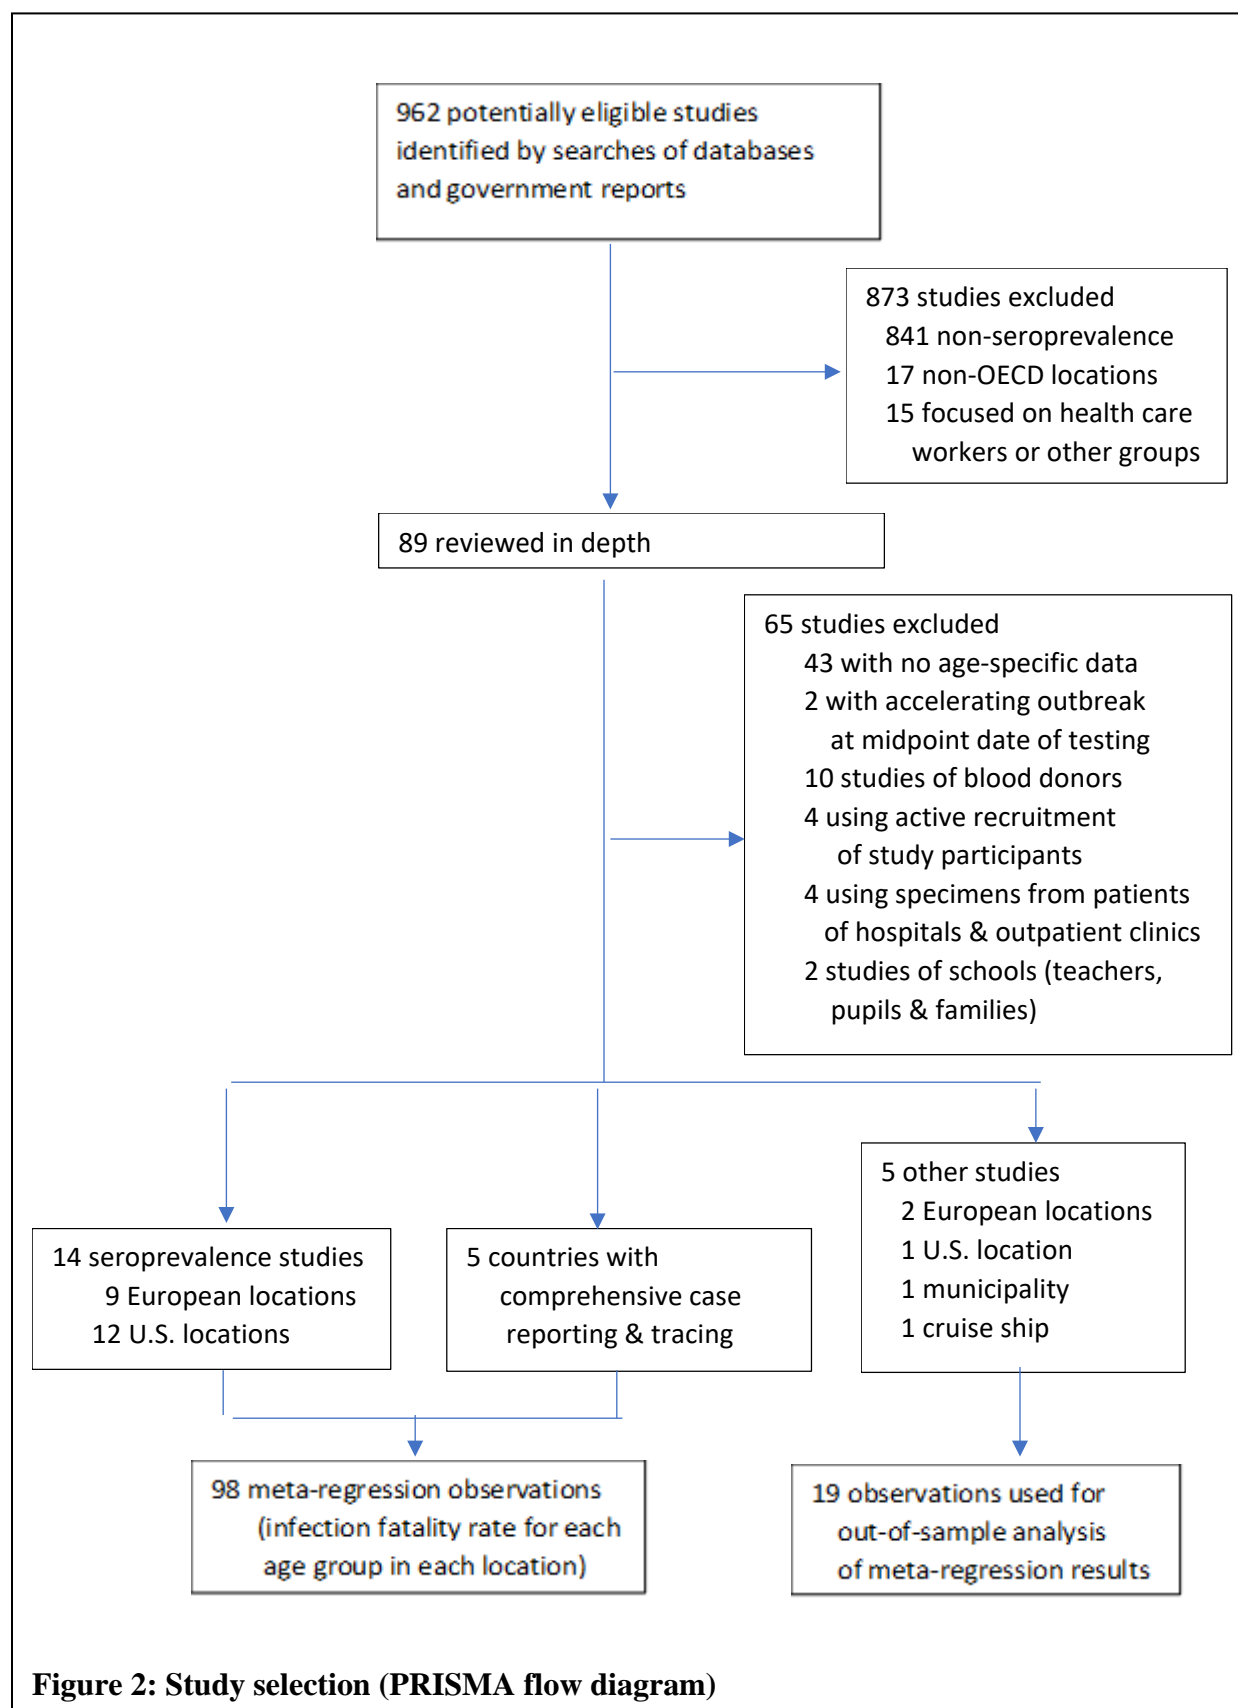 962 potentially eligible studies
identified by searches of databases
and government reports
873 studies excluded
841 non-seroprevalence
17 non-OECD locations
15 focused on health care
workers or other groups
89 reviewed in depth
65 studies excluded
43 with no age-specific data
2 with accelerating outbreak
at midpoint date of testing
10 studies of blood donors
4 using active recruitment
of study participants
4 using specimens from patients
of hospitals & outpatient clinics
2 studies of schools (teachers,
pupils & families)
14 seroprevalence studies
9 European locations
12 U.S. locations
5 countries with
comprehensive case
reporting & tracing
5 other studies
2 European locations
1 U.S. location
1 municipality
1 cruise ship
98 meta-regression observations
(infection fatality rate for each
age group in each location)
19 observations used for
out-of-sample analysis
of meta-regression results
Figure 2: Study selection (PRISMA flow diagram)